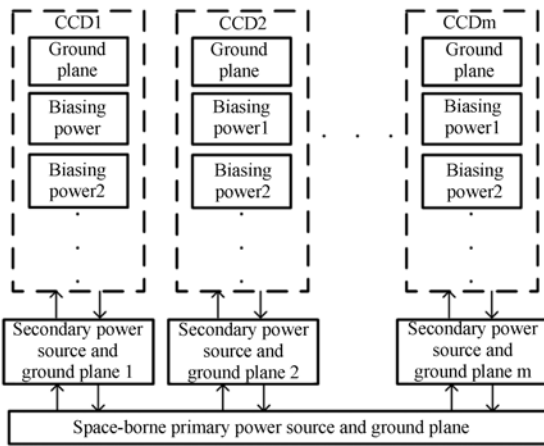 CCD1
Ground
plane
Biasing
power
Biasing
power2
CCD2
Ground
plane
Biasing
power1
Biasing
power2
CCDm
Ground
plane
Biasing
power1
Biasing
power2
Secondary power
source and
ground plane 1
Secondary power
source and
ground plane 2
Secondary power
source and
ground plane m
Space-borne primary power source and ground plane